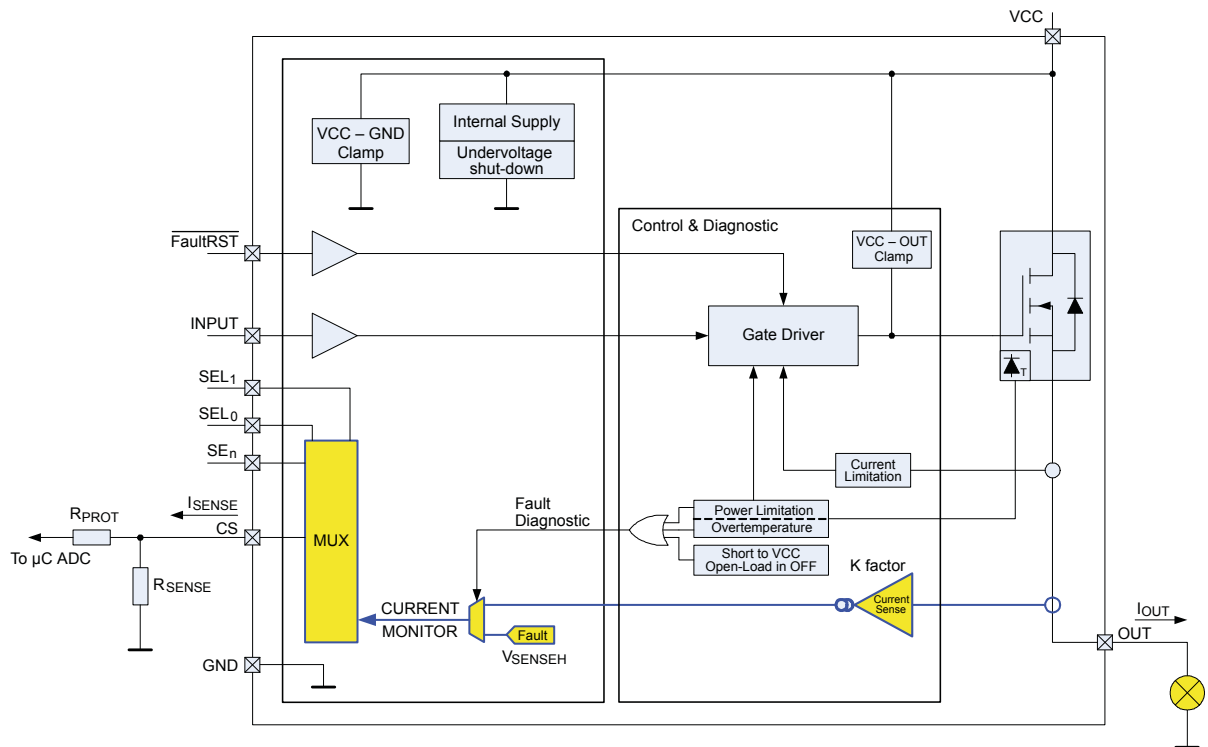 VCC
VCC – GND
Clamp
Internal Supply
Undervoltage
shut-down
Control & Diagnostic
VCC – OUT
Clamp
FaultRST
INPUT
Gate Driver
T
SEL1
SEL0
SEn
Current
Limitation
ISENSE
CS
RPROT
To µC ADC
RSENSE
MUX
Fault
Diagnostic
Power Limitation
Overtemperature
Short to VCC
Open-Load in OFF
K factor
Current
Sense
CURRENT
MONITOR
Fault
VSENSEH
IOUT
OUT
GND